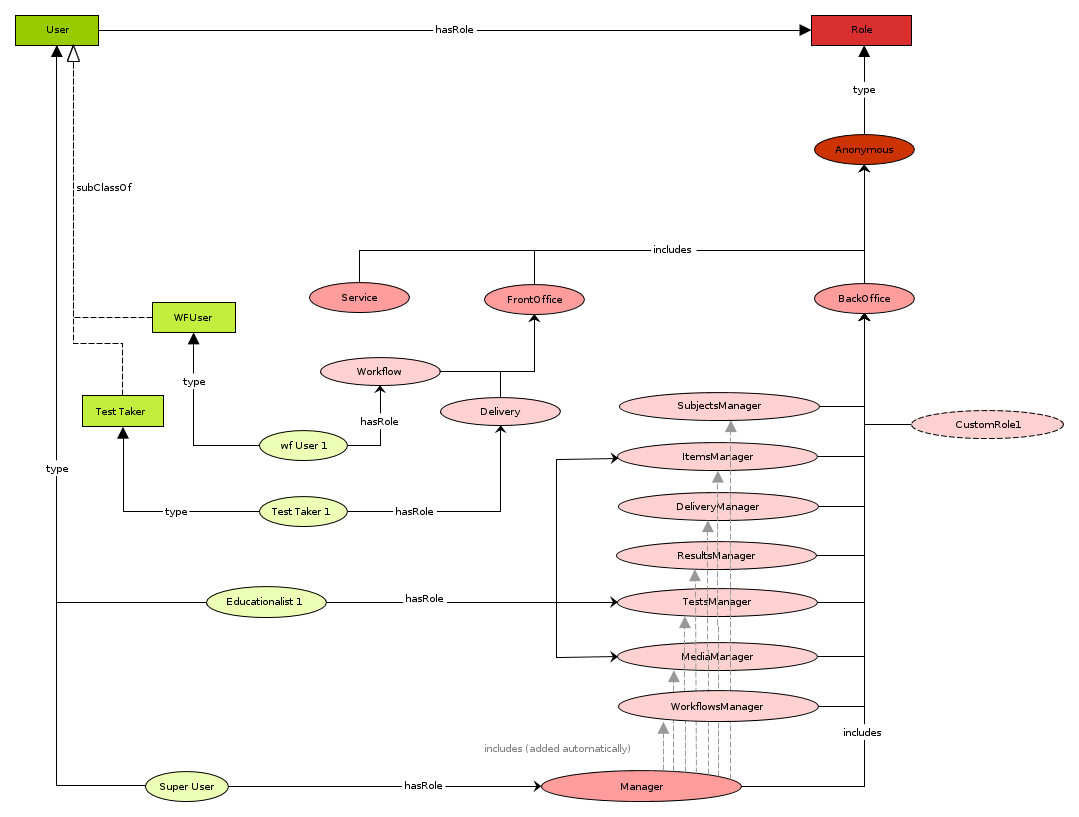 User
hasRole
Role
type
Anonymous
subClassOf
includes
Service
FrontOffice
BackOffice
WFUser
Workflow
type
Test Taker
Delivery
hasRole
SubjectsManager
CustomRole1
wf User 1
ItemsManager
type
Test Taker 1
type
hasRole
DeliveryManager
ResultsManager
Educationalist 1
hasRole
TestsManager
MediaManager
WorkflowsManager
includes
includes (added automatically)
Super User
hasRole
Manager